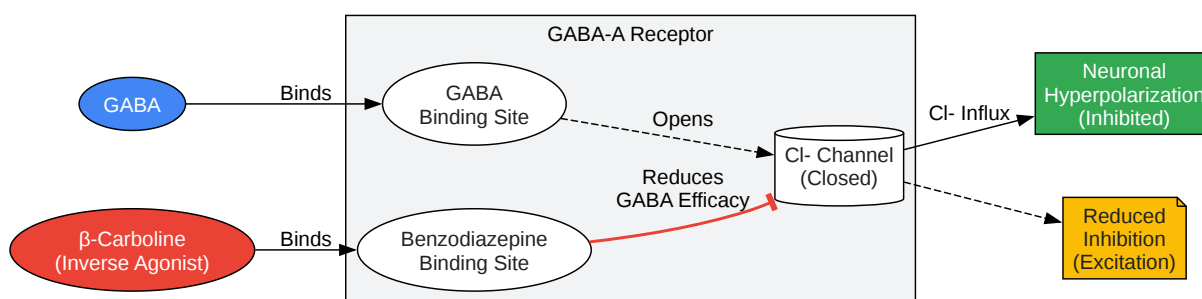 GABA-A Receptor
GABA
Binds
GABA
Binding Site
Opens
Cl- Channel
(Closed)
Cl- Influx
Neuronal
Hyperpolarization
(Inhibited)
β-Carboline
(Inverse Agonist)
Binds
Benzodiazepine
Binding Site
Reduces
GABA Efficacy
Reduced
Inhibition
(Excitation)